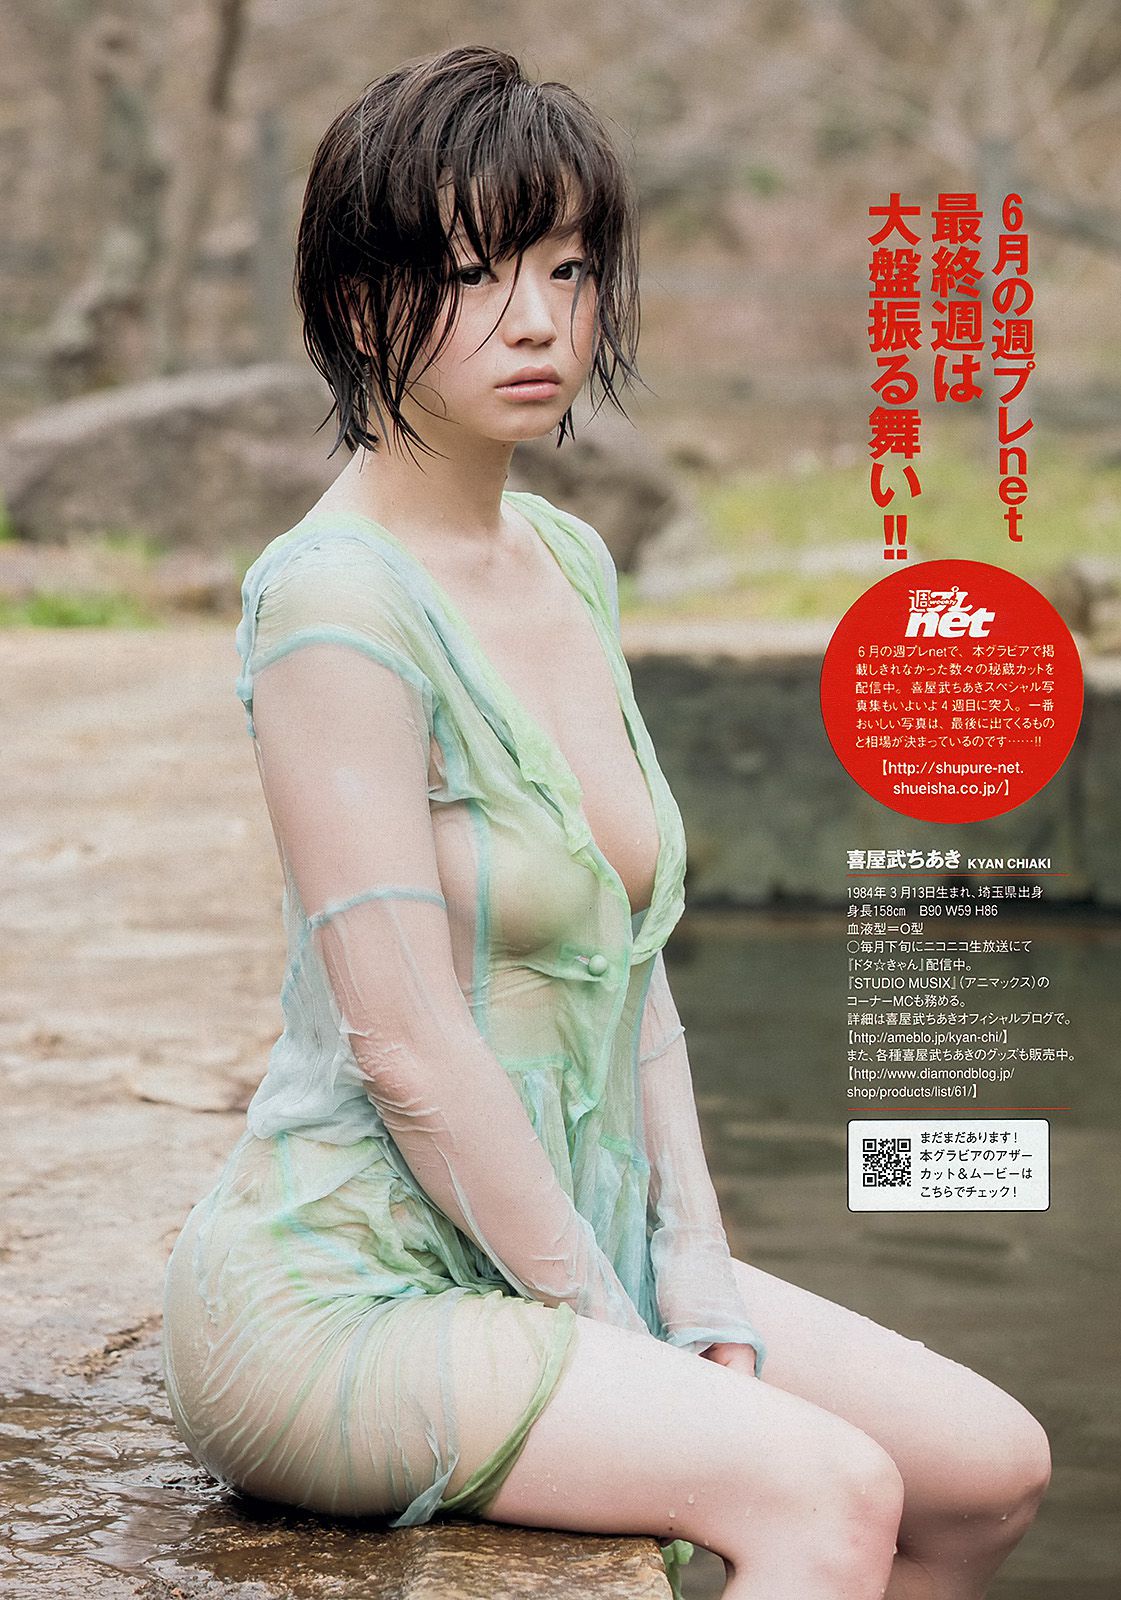 6月の週プレnet
最終週は
大盤振る舞い!!
週プレ
weekly
net
6月の週プレnetで、本グラビアで掲
載しきれなかった数々の秘蔵カットを
配信中。喜屋武ちあきスペシャル写
真集もいよいよ4週目に突入。一番
おいしい写真は、最後に出てくるもの
と相場が決まっているのです……!!
【http://shupure-net.
shueisha.co.jp/】
喜屋武ちあき KYAN CHIAKI
1984年3月13日生まれ、埼玉県出身
身長158㎝ B90 W59 H86
血液型＝O型
○毎月下旬にニコニコ生放送にて
『ドタ☆きゃん』配信中。
『STUDIO MUSIX』（アニマックス）の
コーナーMCも務める。
詳細は喜屋武ちあきオフィシャルブログで。
【http://ameblo.jp/kyan-chi/】
また、各種喜屋武ちあきのグッズも販売中。
【http://www.diamondblog.jp/
shop/products/list/61/】
まだまだあります！
本グラビアのアザー
カット＆ムービーは
こちらでチェック！